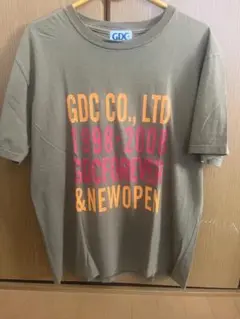 GDC
GDC CO., LTD
1998-2008
&NEWOPEN